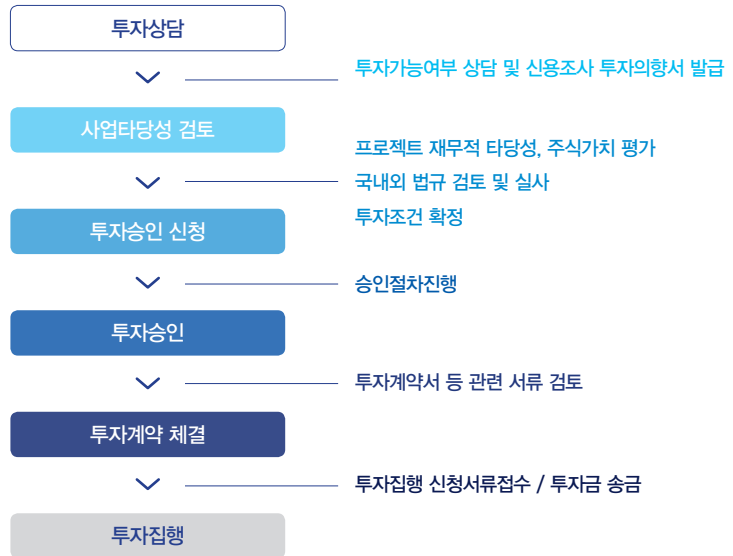 투자상담
투자가능여부 상담 및 신용조사 투자의향서 발급
사업타당성 검토
프로젝트 재무적 타당성, 주식가치 평가
국내외 법규 검토 및 실사
투자조건 확정
투자승인 신청
승인절차진행
투자승인
투자계약서 등 관련 서류 검토
투자계약 체결
투자집행 신청서류접수 / 투자금 송금
투자집행